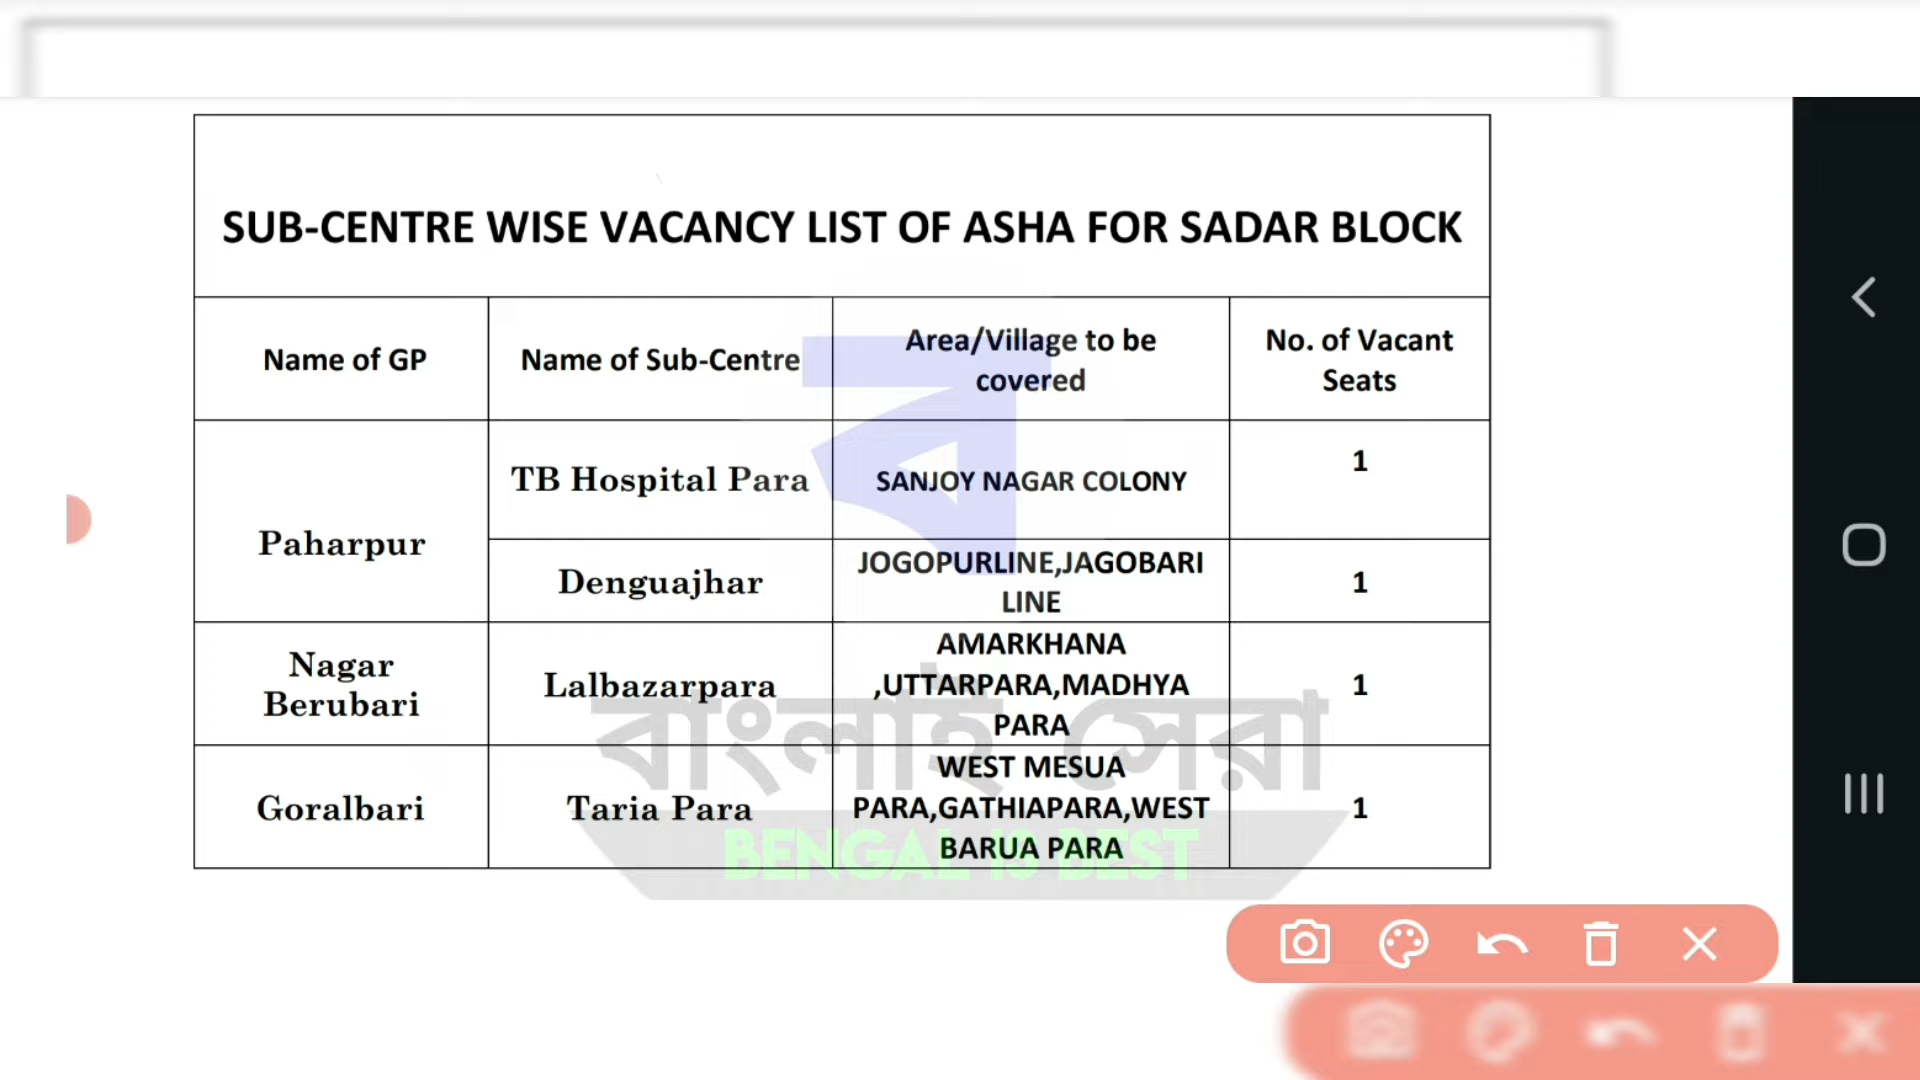 SUB-CENTRE WISE VACANCY LIST OF ASHA FOR SADAR BLOCK
Name of GP
Name of Sub-Centre
Area/Village to be
covered
No. of Vacant
Seats
Paharpur
TB Hospital Para
SANJOY NAGAR COLONY
1
Denguajhar
JOGOPURLINE,JAGOBARI
LINE
1
Nagar
Berubari
Lalbazarpara
AMARKHANA
,UTTARPARA,MADHYA
PARA
1
Goralbari
Taria Para
WEST MESUA
PARA,GATHIAPARA,WEST
BARUA PARA
1
ব
বাংলাই সেরা
BENGAL IS BEST